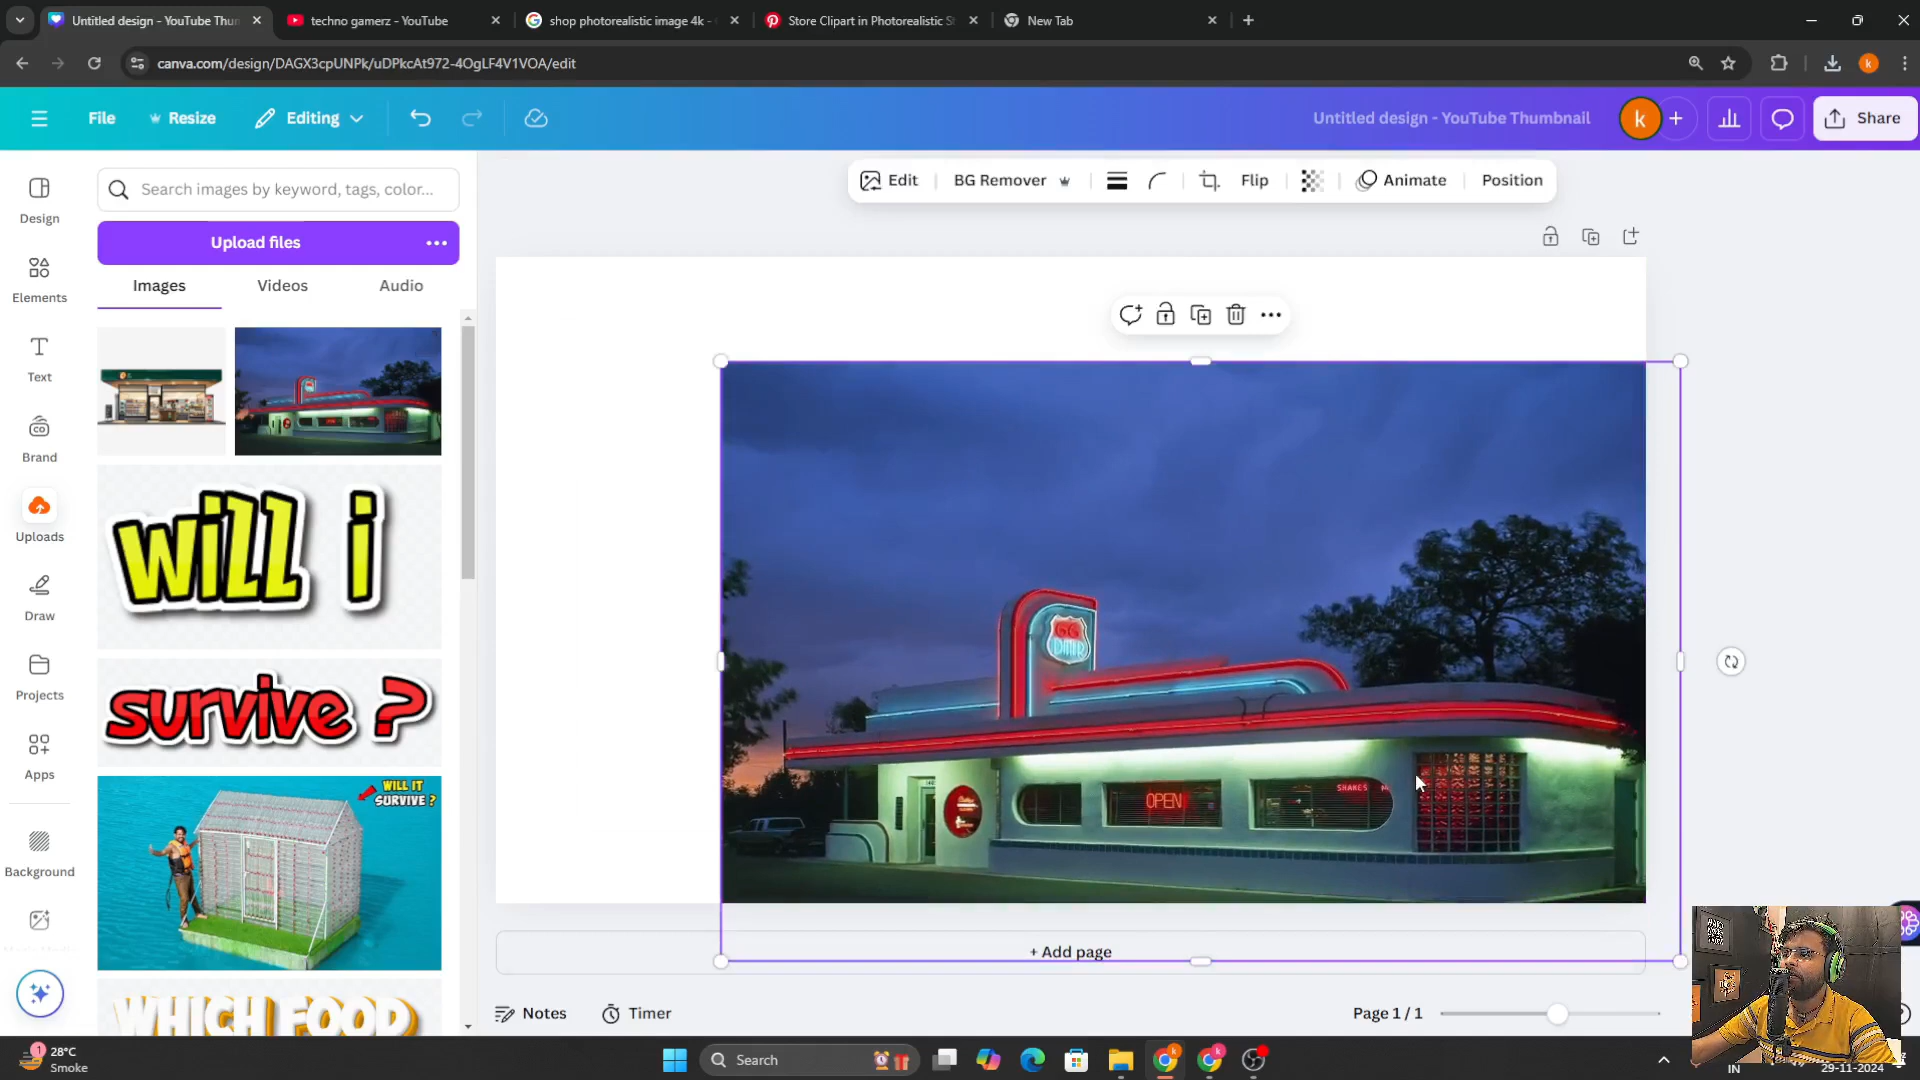 Untitled design - YouTube Thun
techno gamerz - YouTube
shop photorealistic image 4k -
Store Clipart in Photorealistic St
New Tab
canva.com/design/DAGX3cpUNPk/uDPkcAt972-4OgLF4V1VOA/edit
File
Resize
Editing
Untitled design - YouTube Thumbnail
k
Share
Search images by keyword, tags, color...
Edit
BG Remover
Flip
Animate
Position
Design
Upload files
Elements
Images
Videos
Audio
Text
Brand
will i
Uploads
OPEN
SHAKES
Draw
survive ?
Projects
Apps
WILL IT
SURVIVE ?
Background
WHICH FOOD
+ Add page
Notes
Timer
Page 1 / 1
1
28°C
Smoke
Search
IN
29-11-2024